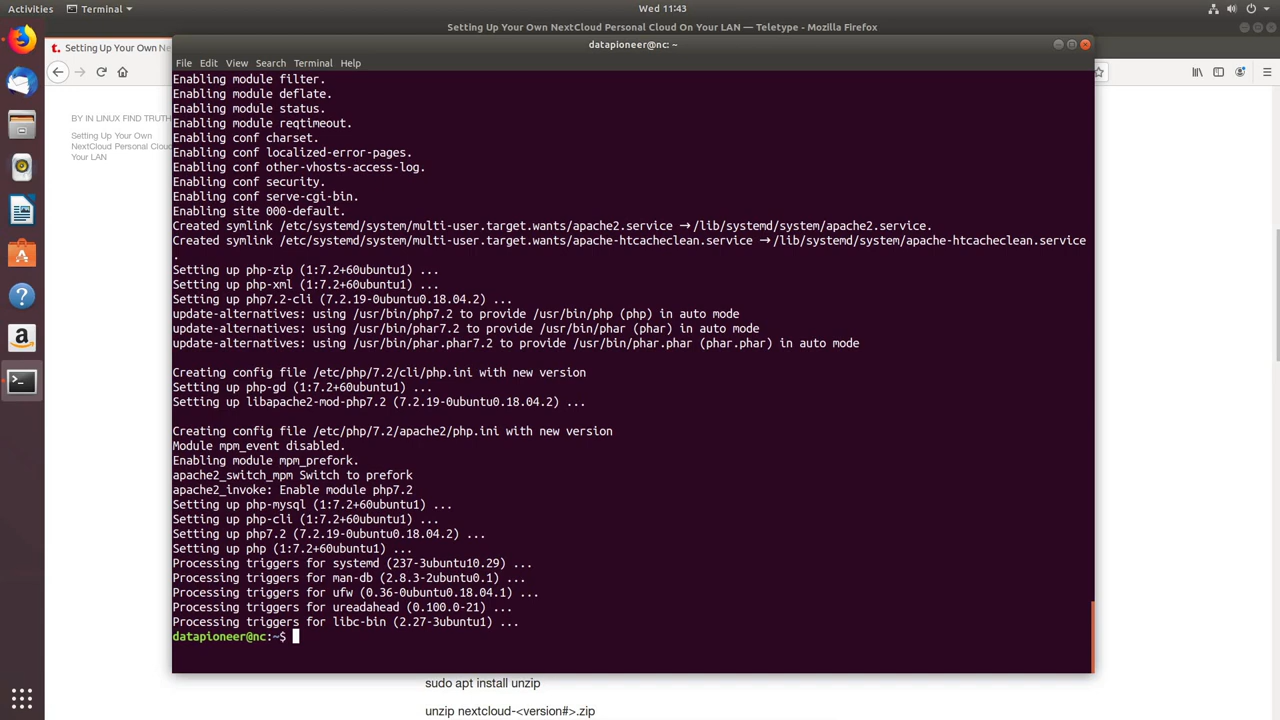 Activities
Terminal
Wed 11:43
Setting Up Your Own NextCloud Personal Cloud On Your LAN — Teletype - Mozilla Firefox
t. Setting Up Your Own Ne
datapioneer@nc: ~
File Edit View Search Terminal Help
BY IN LINUX FIND TRUTH
Setting Up Your Own
NextCloud Personal Cloud
Your LAN
Enabling module filter.
Enabling module deflate.
Enabling module status.
Enabling module reqtimeout.
Enabling conf charset.
Enabling conf localized-error-pages.
Enabling conf other-vhosts-access-log.
Enabling conf security.
Enabling conf serve-cgi-bin.
Enabling site 000-default.
Created symlink /etc/systemd/system/multi-user.target.wants/apache2.service → /lib/systemd/system/apache2.service.
Created symlink /etc/systemd/system/multi-user.target.wants/apache-htcacheclean.service → /lib/systemd/system/apache-htcacheclean.service
.
Setting up php-zip (1:7.2+60ubuntu1) ...
Setting up php-xml (1:7.2+60ubuntu1) ...
Setting up php7.2-cli (7.2.19-0ubuntu0.18.04.2) ...
update-alternatives: using /usr/bin/php7.2 to provide /usr/bin/php (php) in auto mode
update-alternatives: using /usr/bin/phar7.2 to provide /usr/bin/phar (phar) in auto mode
update-alternatives: using /usr/bin/phar.phar7.2 to provide /usr/bin/phar.phar (phar.phar) in auto mode
Creating config file /etc/php/7.2/cli/php.ini with new version
Setting up php-gd (1:7.2+60ubuntu1) ...
Setting up libapache2-mod-php7.2 (7.2.19-0ubuntu0.18.04.2) ...
Creating config file /etc/php/7.2/apache2/php.ini with new version
Module mpm_event disabled.
Enabling module mpm_prefork.
apache2_switch_mpm Switch to prefork
apache2_invoke: Enable module php7.2
Setting up php-mysql (1:7.2+60ubuntu1) ...
Setting up php-cli (1:7.2+60ubuntu1) ...
Setting up php7.2 (7.2.19-0ubuntu0.18.04.2) ...
Setting up php (1:7.2+60ubuntu1) ...
Processing triggers for systemd (237-3ubuntu10.29) ...
Processing triggers for man-db (2.8.3-2ubuntu0.1) ...
Processing triggers for ufw (0.36-0ubuntu0.18.04.1) ...
Processing triggers for ureadahead (0.100.0-21) ...
Processing triggers for libc-bin (2.27-3ubuntu1) ...
datapioneer@nc:~$
sudo apt install unzip
unzip nextcloud-<version#>.zip